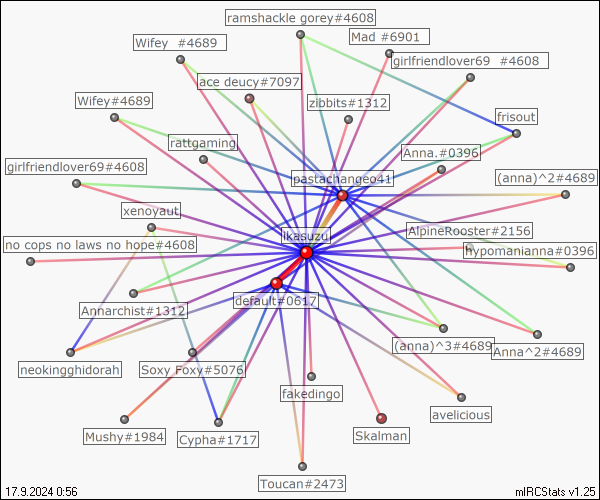 ramshackle gorey#4608
Mad #6901
Wifey #4689
girlfriendlover69 #4608
ace deucy#7097
Wifey#4689
zibbits#1312
frisout
rattgaming
Anna.#0396
girlfriendlover69#4608
pastachangeo41
(anna)^2#4689
xenoyaut
ikasuzu
AlpineRooster#2156
no cops no laws no hope#4608
hypomanianna#0396
Annarchist#1312
default#0617
(anna)^3#4689
Anna^2#4689
neokingghidorah
Soxy Foxy#5076
fakedingo
avelicious
Mushy#1984
Cypha#1717
Skalman
Toucan#2473
17.9.2024 0:56
mIRCStats v1.25